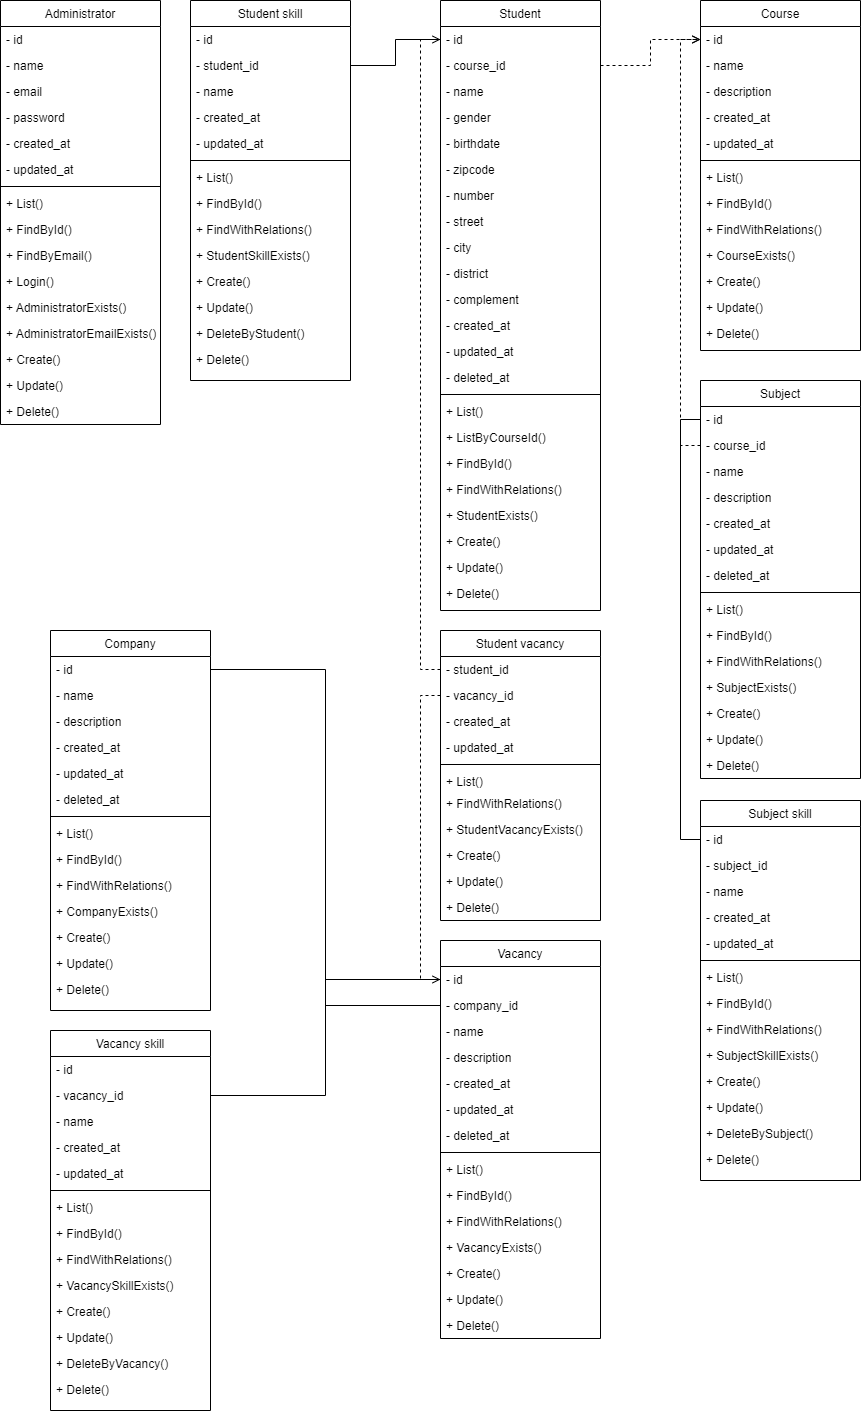 Administrator
- id
- name
- email
- password
- created_at
- updated_at
+ List()
+ FindById()
+ FindByEmail()
+ Login()
+ AdministratorExists()
+ AdministratorEmailExists()
+ Create()
+ Update()
+ Delete()
Student skill
- id
- student_id
- name
- created_at
- updated_at
+ List()
+ FindById()
+ FindWithRelations()
+ StudentSkillExists()
+ Create()
+ Update()
+ DeleteByStudent()
+ Delete()
Student
- id
- course_id
- name
- gender
- birthdate
- zipcode
- number
- street
- city
- district
- complement
- created_at
- updated_at
- deleted_at
+ List()
+ ListByCourseId()
+ FindById()
+ FindWithRelations()
+ StudentExists()
+ Create()
+ Update()
+ Delete()
Course
- id
- name
- description
- created_at
- updated_at
+ List()
+ FindById()
+ FindWithRelations()
+ CourseExists()
+ Create()
+ Update()
+ Delete()
Subject
- id
- course_id
- name
- description
- created_at
- updated_at
- deleted_at
+ List()
+ FindById()
+ FindWithRelations()
+ SubjectExists()
+ Create()
+ Update()
+ Delete()
Company
- id
- name
- description
- created_at
- updated_at
- deleted_at
+ List()
+ FindById()
+ FindWithRelations()
+ CompanyExists()
+ Create()
+ Update()
+ Delete()
Student vacancy
- student_id
- vacancy_id
- created_at
- updated_at
+ List()
+ FindWithRelations()
+ StudentVacancyExists()
+ Create()
+ Update()
+ Delete()
Subject skill
- id
- subject_id
- name
- created_at
- updated_at
+ List()
+ FindById()
+ FindWithRelations()
+ SubjectSkillExists()
+ Create()
+ Update()
+ DeleteBySubject()
+ Delete()
Vacancy
- id
- company_id
- name
- description
- created_at
- updated_at
- deleted_at
+ List()
+ FindById()
+ FindWithRelations()
+ VacancyExists()
+ Create()
+ Update()
+ Delete()
Vacancy skill
- id
- vacancy_id
- name
- created_at
- updated_at
+ List()
+ FindById()
+ FindWithRelations()
+ VacancySkillExists()
+ Create()
+ Update()
+ DeleteByVacancy()
+ Delete()